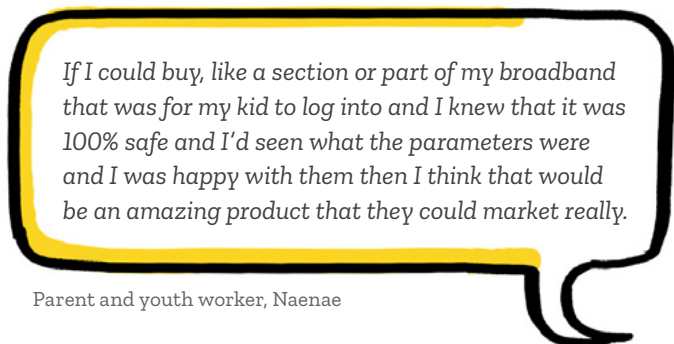 If I could buy, like a section or part of my broadband
that was for my kid to log into and I knew that it was
100% safe and I’d seen what the parameters were
and I was happy with them then I think that would
be an amazing product that they could market really.
Parent and youth worker, Naenae